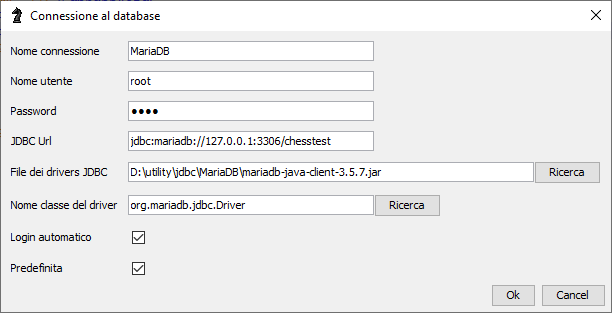 Connessione al database
Nome connessione MariaDB
Nome utente root
Password ●●●●
JDBC Url jdbc:mariadb://127.0.0.1:3306/chesstest
File dei drivers JDBC D:\utility\jdbc\MariaDB\mariadb-java-client-3.5.7.jar Ricerca
Nome classe del driver org.mariadb.jdbc.Driver Ricerca
Login automatico
Predefinita
Ok Cancel